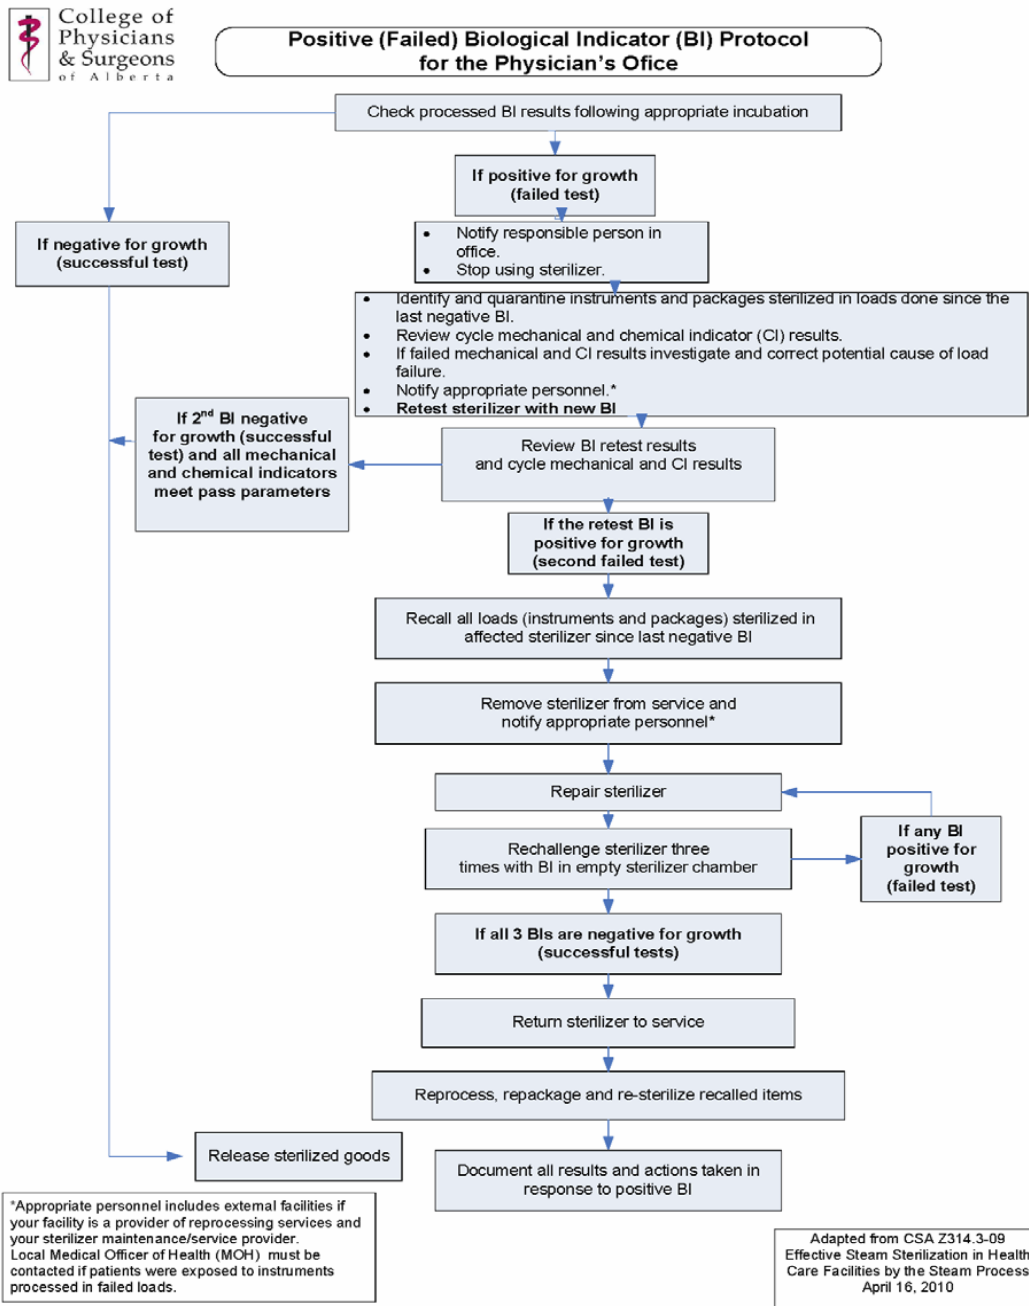 College of
Physicians
& Surgeons
of Alberta
Positive (Failed) Biological Indicator (BI) Protocol
for the Physician's Ofice
Check processed BI results following appropriate incubation
If positive for growth
(failed test)
If negative for growth
(successful test)
• Notify responsible person in
office.
• Stop using sterilizer.
• Identify and quarantine instruments and packages sterilized in loads done since the
last negative BI.
• Review cycle mechanical and chemical indicator (CI) results.
• If failed mechanical and CI results investigate and correct potential cause of load
failure.
• Notify appropriate personnel.*
• Retest sterilizer with new BI
If 2nd BI negative
for growth (successful
test) and all mechanical
and chemical indicators
meet pass parameters
Review BI retest results
and cycle mechanical and CI results
If the retest BI is
positive for growth
(second failed test)
Recall all loads (instruments and packages) sterilized in
affected sterilizer since last negative BI
Remove sterilizer from service and
notify appropriate personnel*
Repair sterilizer
Rechallenge sterilizer three
times with BI in empty sterilizer chamber
If any BI
positive for
growth
(failed test)
If all 3 BIs are negative for growth
(successful tests)
Return sterilizer to service
Reprocess, repackage and re-sterilize recalled items
Release sterilized goods
Document all results and actions taken in
response to positive BI
*Appropriate personnel includes external facilities if
your facility is a provider of reprocessing services and
your sterilizer maintenance/service provider.
Local Medical Officer of Health (MOH) must be
contacted if patients were exposed to instruments
processed in failed loads.
Adapted from CSA Z314.3-09
Effective Steam Sterilization in Health
Care Facilities by the Steam Process
April 16, 2010